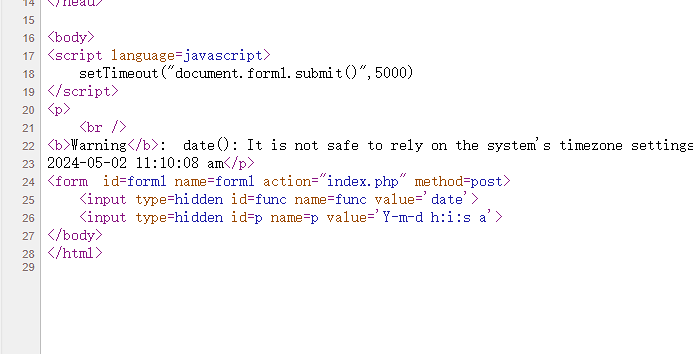 14 </head>
15
16 <body>
17 <script language=javascript>
18     setTimeout("document.form1.submit()",5000)
19 </script>
20 <p>
21     <br />
22 <b>Warning</b>:  date(): It is not safe to rely on the system's timezone settings
23 2024-05-02 11:10:08 am</p>
24 <form  id=form1 name=form1 action="index.php" method=post>
25     <input type=hidden id=func name=func value='date'>
26     <input type=hidden id=p name=p value='Y-m-d h:i:s a'>
27 </body>
28 </html>
29